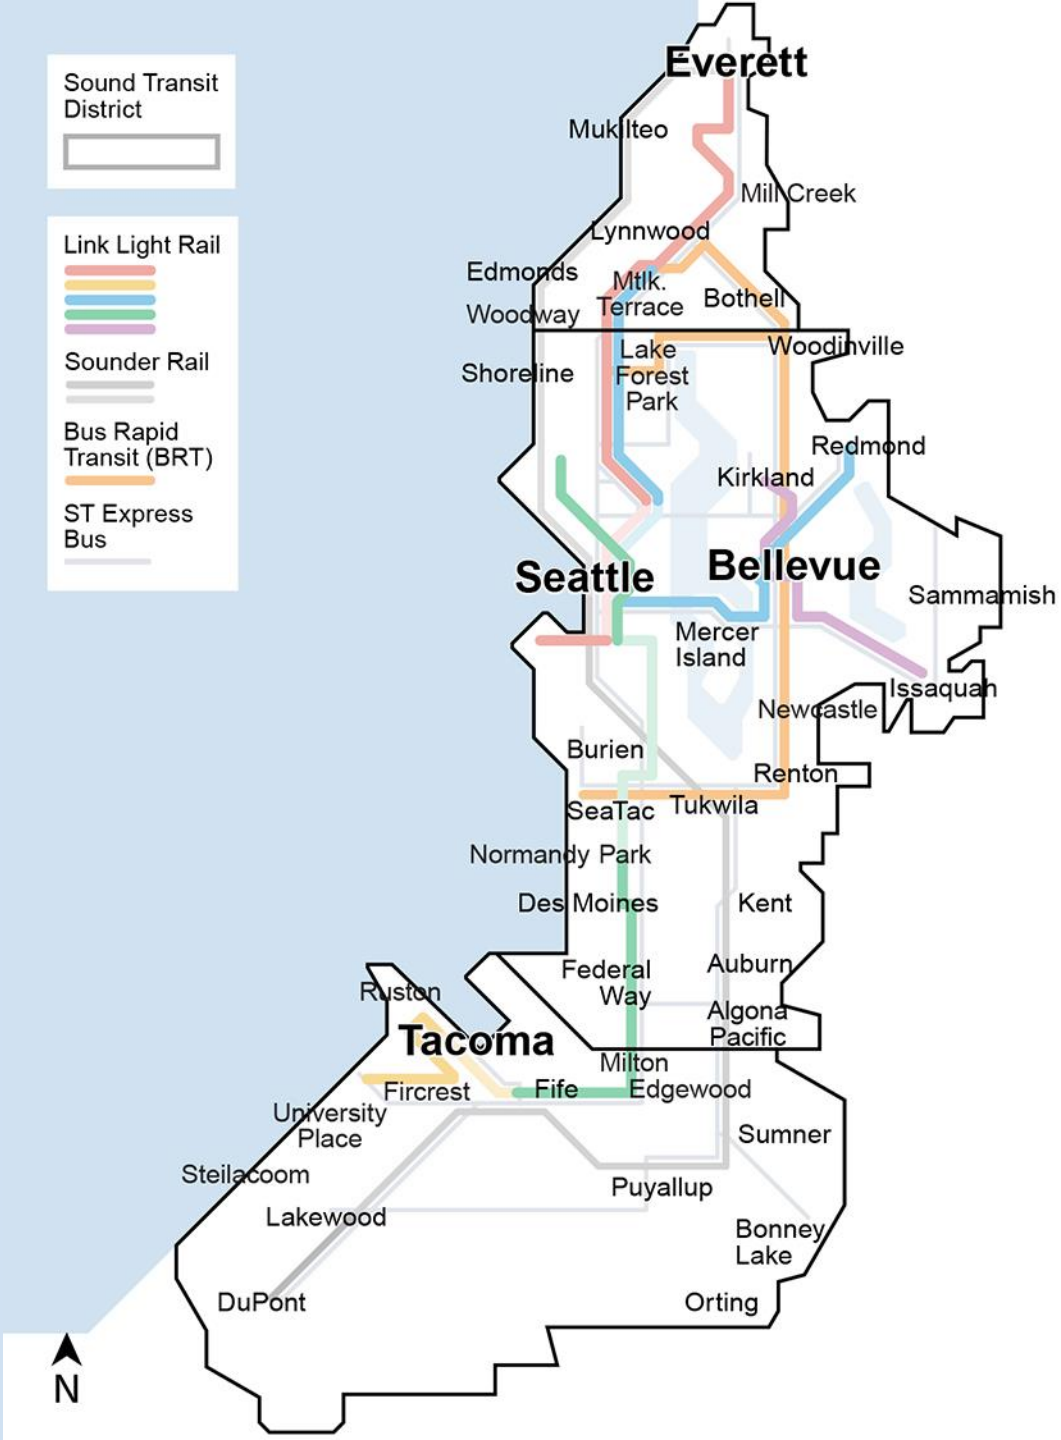 Sound Transit
District
Link Light Rail
Sounder Rail
Bus Rapid
Transit (BRT)
ST Express
Bus
Everett
Mukilteo
Mill Creek
Lynnwood
Edmonds
Mtlk.
Terrace
Bothell
Woodway
Woodinville
Lake
Forest
Park
Shoreline
Redmond
Kirkland
Seattle
Bellevue
Sammamish
Mercer
Island
Issaquah
Newcastle
Burien
Renton
SeaTac
Tukwila
Normandy Park
Des Moines
Kent
Federal
Way
Auburn
Ruston
Algona
Pacific
Tacoma
Milton
Fircrest
Fife
Edgewood
University
Place
Sumner
Steilacoom
Puyallup
Lakewood
Bonney
Lake
DuPont
Orting
N